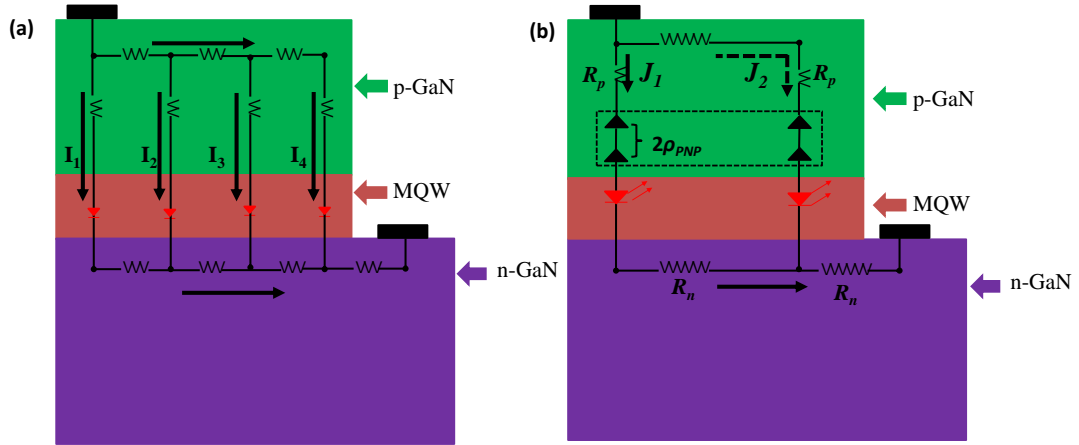 (a)
p-GaN
I1 I2 I3 I4
MQW
n-GaN
(b)
Rp J1 J2 Rp
p-GaN
2ρPNP
MQW
n-GaN
Rn Rn